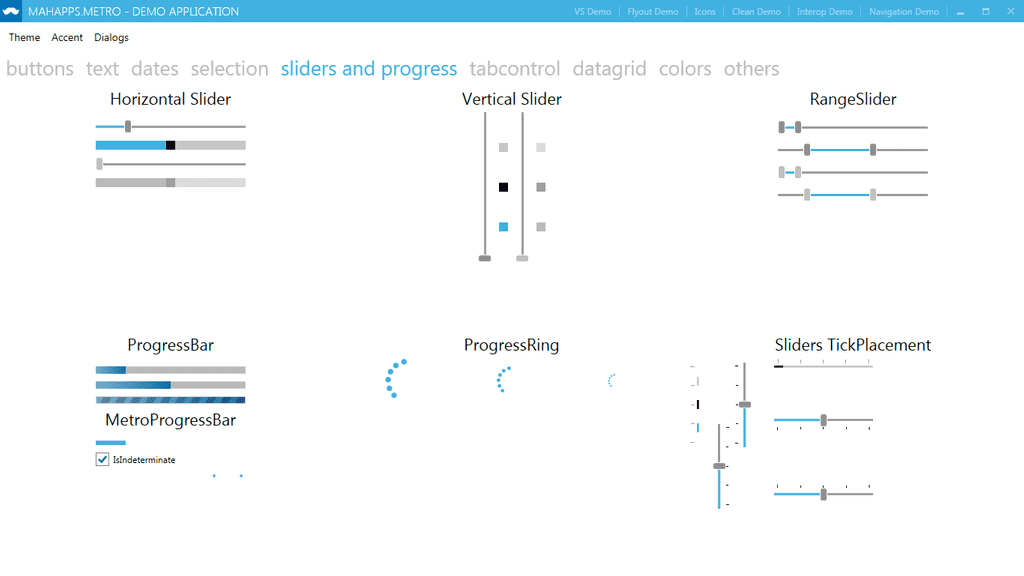 MAHAPPS.METRO - DEMO APPLICATION
VS Demo Flyout Demo Icons Clean Demo Interop Demo Navigation Demo
Theme Accent Dialogs
buttons text dates selection sliders and progress tabcontrol datagrid colors others
Horizontal Slider
Vertical Slider
RangeSlider
ProgressBar
ProgressRing
Sliders TickPlacement
MetroProgressBar
IsIndeterminate